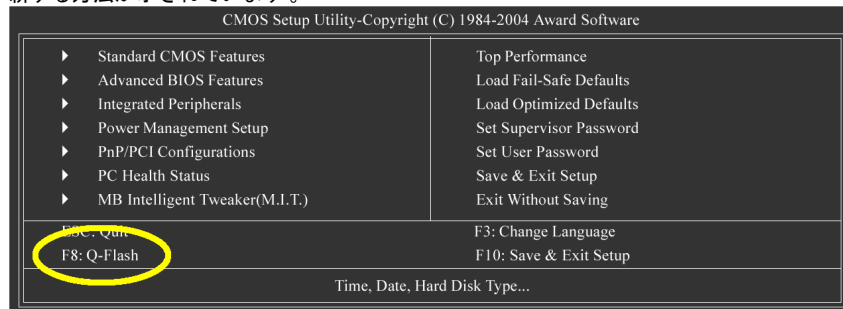 CMOS Setup Utility-Copyright (C) 1984-2004 Award Software
Standard CMOS Features
Advanced BIOS Features
Integrated Peripherals
Power Management Setup
PnP/PCI Configurations
PC Health Status
MB Intelligent Tweaker(M.I.T.)
Top Performance
Load Fail-Safe Defaults
Load Optimized Defaults
Set Supervisor Password
Set User Password
Save & Exit Setup
Exit Without Saving
ESC: Quit
F8: Q-Flash
F3: Change Language
F10: Save & Exit Setup
Time, Date, Hard Disk Type...